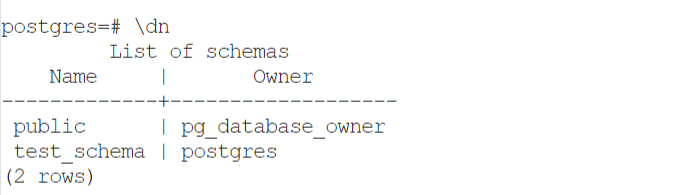 postgres=# \dn
List of schemas
Name | Owner
-------------+-------------------
public | pg_database_owner
test_schema | postgres
(2 rows)